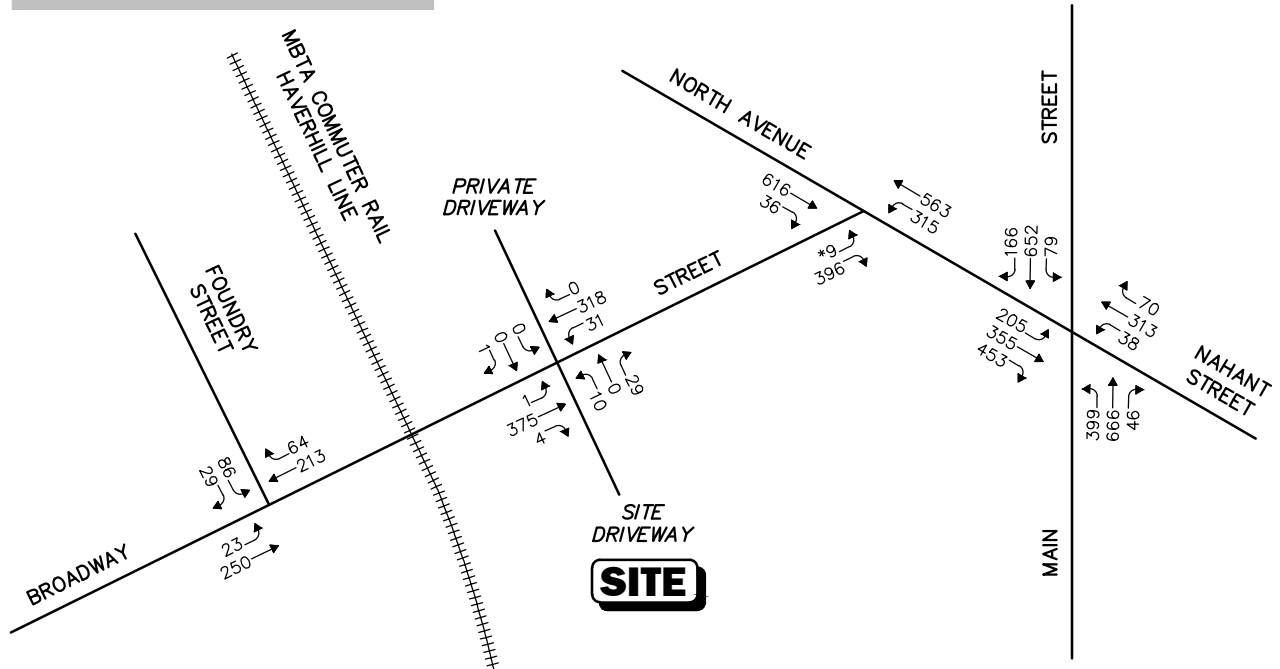 MBTA COMMUTER RAIL
HAVERHILL LINE
NORTH AVENUE
STREET
PRIVATE
DRIVEWAY
616
36
563
315
*9
396
166
652
79
205
355
453
70
313
38
399
666
46
NAHANT
STREET
FOUNDRY
STREET
STREET
0
318
31
1
0
0
1
375
4
10
0
29
64
213
29
86
23
250
BROADWAY
SITE
DRIVEWAY
SITE
MAIN